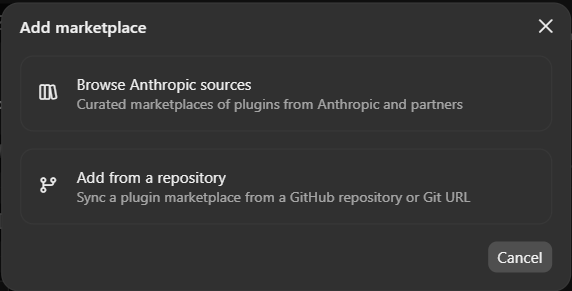 Add marketplace
Browse Anthropic sources
Curated marketplaces of plugins from Anthropic and partners
Add from a repository
Sync a plugin marketplace from a GitHub repository or Git URL
Cancel